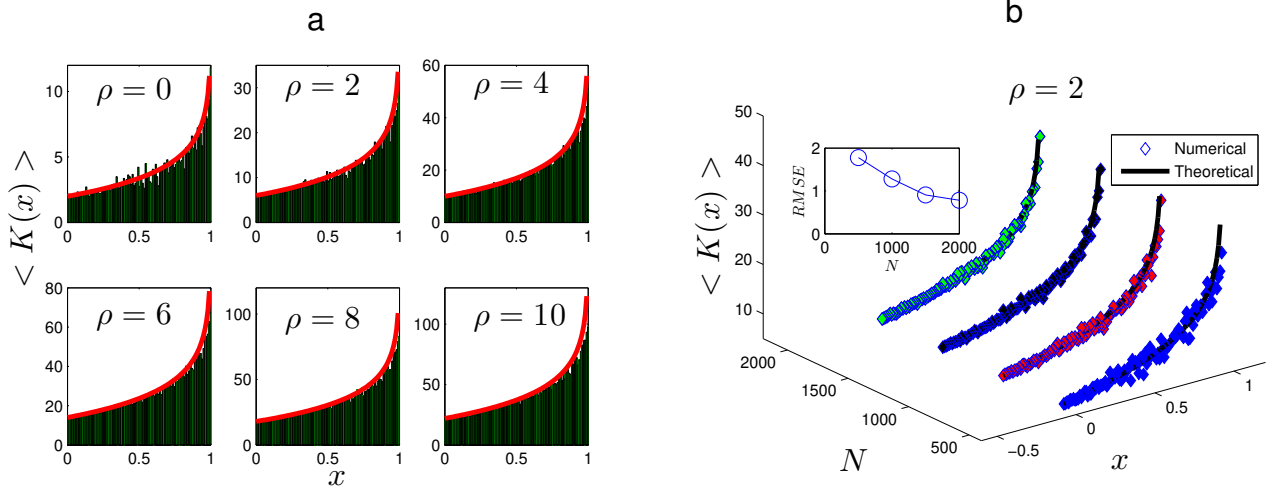 a
b
< K(x) >
ρ = 0
10
5
0
0 0.5 1
ρ = 2
30
20
10
0
0 0.5 1
ρ = 4
60
40
20
0
0 0.5 1
ρ = 6
80
60
40
20
0
0 0.5 1
ρ = 8
100
50
0
0 0.5 1
x
ρ = 10
100
50
0
0 0.5 1
ρ = 2
< K(x) >
50
40
30
20
10
2000
1500
1000
500
N
−0.5
0
0.5
1
x
RMSE
2
1
0
0 1000 2000
N
Numerical
Theoretical